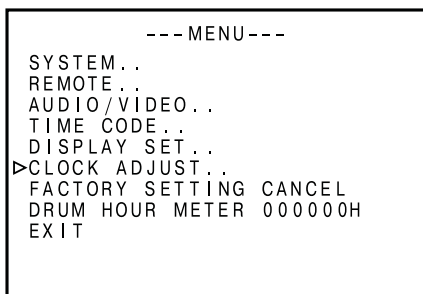 ---MENU---
SYSTEM..
REMOTE..
AUDIO/VIDEO..
TIME CODE..
DISPLAY SET..
▷CLOCK ADJUST..
FACTORY SETTING CANCEL
DRUM HOUR METER 000000H
EXIT